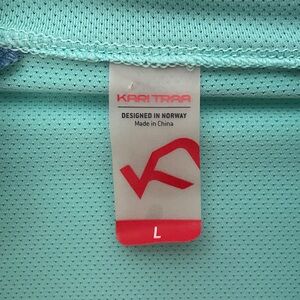 KARI TRAA
DESIGNED IN NORWAY
Made in China
L